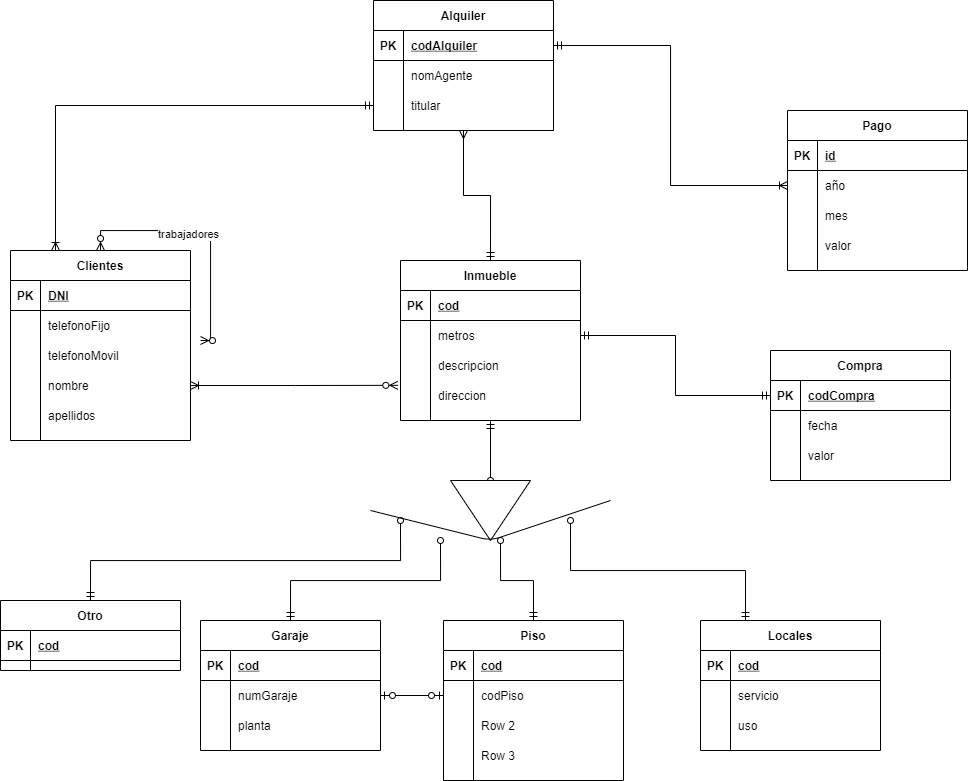 Alquiler
PK codAlquiler
nomAgente
titular
Pago
PK id
año
mes
valor
trabajadores
Clientes
PK DNI
telefonoFijo
telefonoMovil
nombre
apellidos
Inmueble
PK cod
metros
descripcion
direccion
Compra
PK codCompra
fecha
valor
Otro
PK cod
Garaje
PK cod
numGaraje
planta
Piso
PK cod
codPiso
Row 2
Row 3
Locales
PK cod
servicio
uso